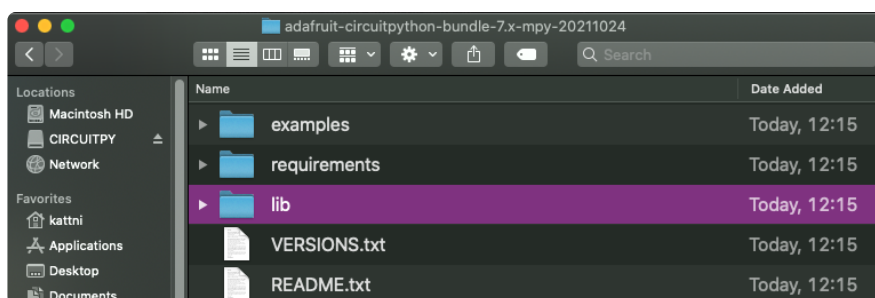 adafruit-circuitpython-bundle-7.x-mpy-20211024
Search
Locations
Macintosh HD
CIRCUITPY
Network
Favorites
kattni
Applications
Desktop
Documents
Name Date Added
examples Today, 12:15
requirements Today, 12:15
lib Today, 12:15
VERSIONS.txt Today, 12:15
README.txt Today, 12:15